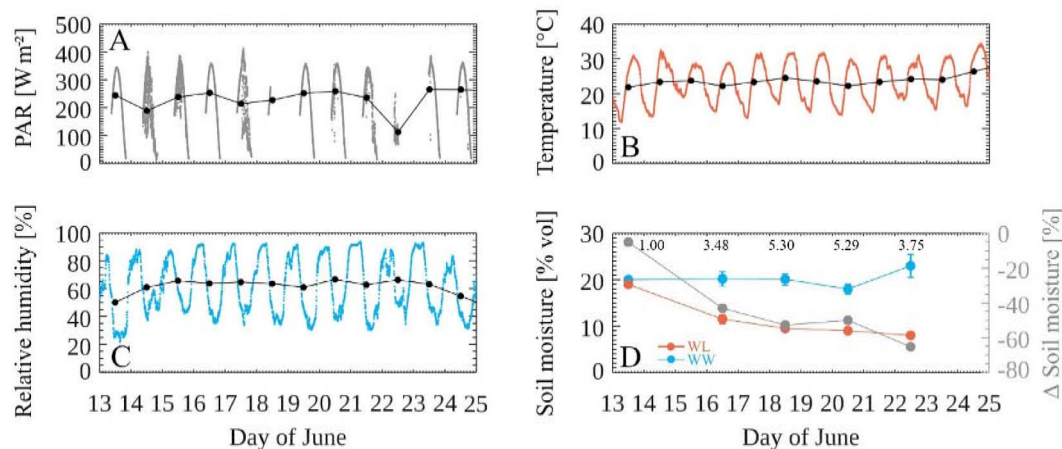 A
PAR [W m⁻²]
500
400
300
200
100
0
B
Temperature [°C]
40
30
20
10
0
C
Relative humidity [%]
100
80
60
40
20
0
13 14 15 16 17 18 19 20 21 22 23 24 25
Day of June
D
Soil moisture [% vol]
30
20
10
0
1.00 3.48 5.30 5.29 3.75
WL
WW
0
-20
-40
-60
-80
Δ Soil moisture [%]
13 14 15 16 17 18 19 20 21 22 23 24 25
Day of June